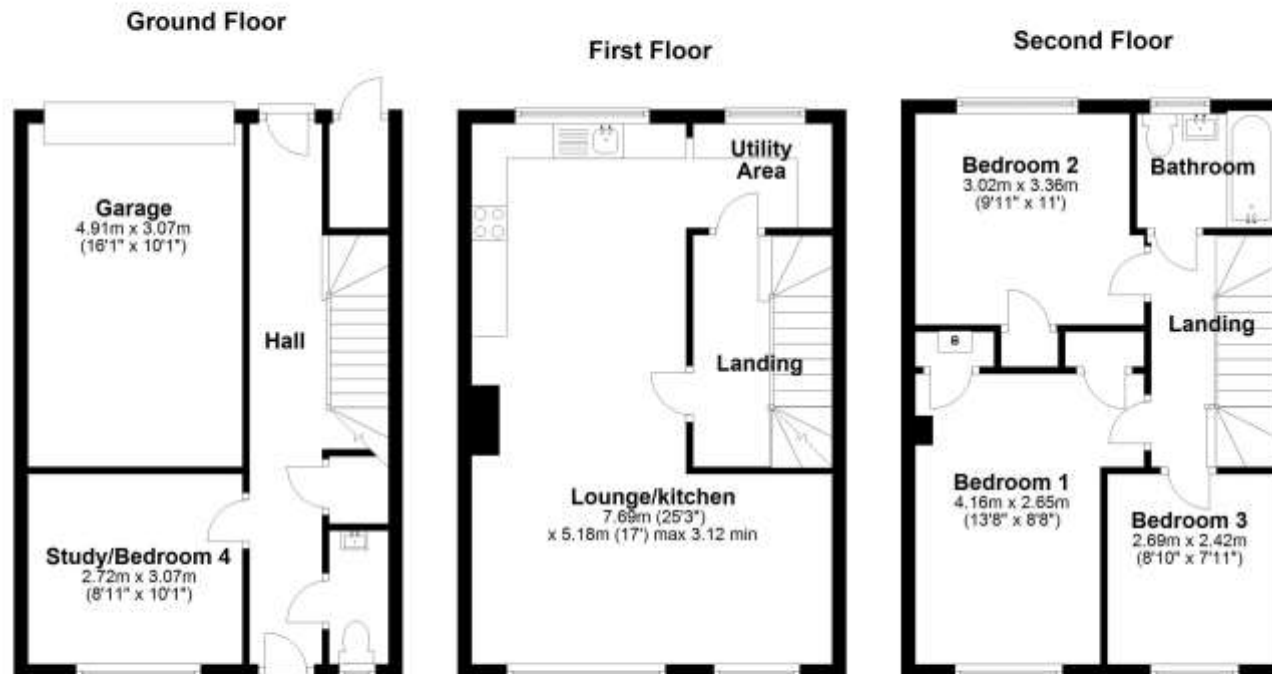 Ground Floor
Garage
4.91m x 3.07m
(16'1" x 10'1")
Hall
Study/Bedroom 4
2.72m x 3.07m
(8'11" x 10'1")
First Floor
Utility
Area
Landing
Lounge/kitchen
7.69m (25'3")
x 5.18m (17') max 3.12 min
Second Floor
Bedroom 2
3.02m x 3.36m
(9'11" x 11')
Bathroom
Landing
B
Bedroom 1
4.16m x 2.65m
(13'8" x 8'8")
Bedroom 3
2.69m x 2.42m
(8'10" x 7'11")